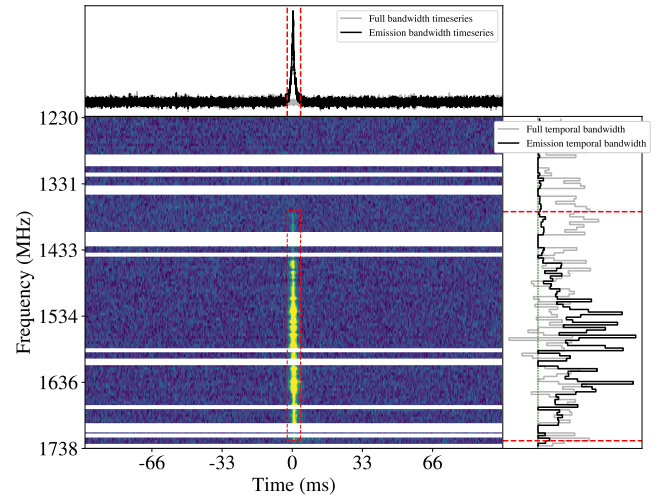 Full bandwidth timeseries
Emission bandwidth timeseries
Full temporal bandwidth
Emission temporal bandwidth
1230
1331
1433
1534
1636
1738
Frequency (MHz)
-66
-33
0
33
66
Time (ms)